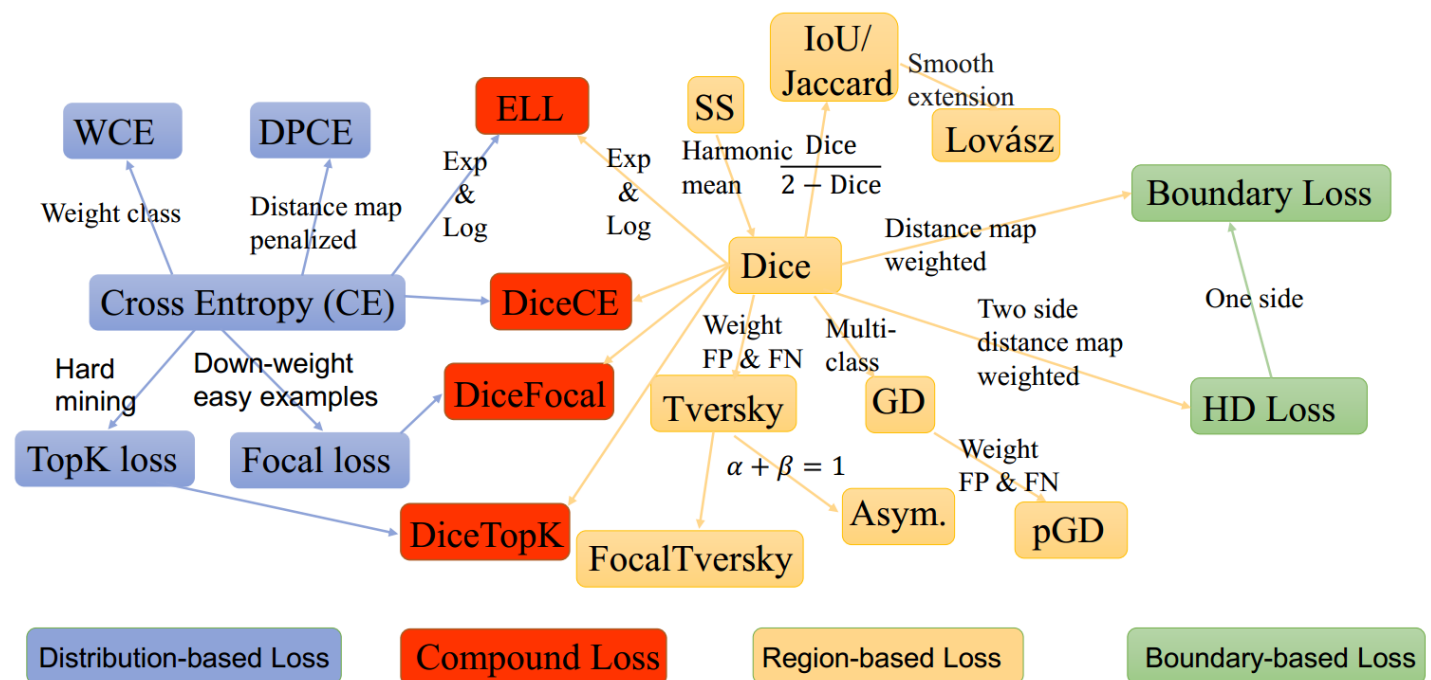 IoU/
Jaccard
Smooth
extension
Lovász
SS
ELL
WCE
DPCE
Harmonic
mean
Dice
2 − Dice
Exp
&
Log
Exp
&
Log
Weight class
Distance map
penalized
Boundary Loss
Distance map
weighted
Dice
Cross Entropy (CE)
DiceCE
One side
Two side
distance map
weighted
Weight
FP & FN
Multi-
class
Hard
mining
Down-weight
easy examples
DiceFocal
Tversky
GD
HD Loss
TopK loss
Focal loss
α + β = 1
Weight
FP & FN
Asym.
pGD
DiceTopK
FocalTversky
Distribution-based Loss
Compound Loss
Region-based Loss
Boundary-based Loss